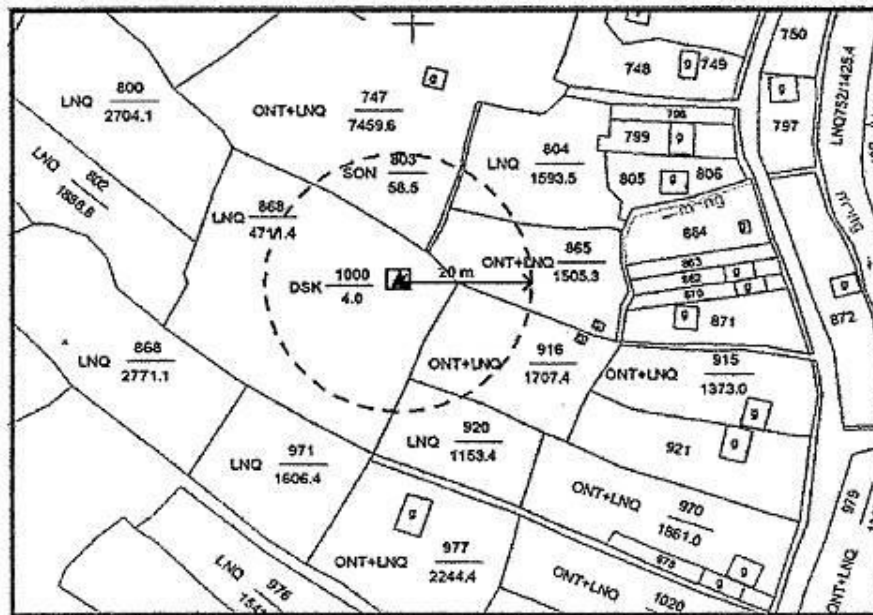 750
LNQ 800
2704.1
ONT+LNQ 747
7459.6
g
748
g
749
g
797
LNQ752/1425.4
LNQ 802
798
799
g
SON 803
58.5
LNQ 804
1593.5
805
g
806
LNQ 868
4711.4
864
ONT+LNQ 865
1505.3
863
862
g
870
g
DSK 1000
4.0
20 m
g
871
g
872
LNQ 868
2771.1
ONT+LNQ 916
1707.4
ONT+LNQ 915
1373.0
g
g
921
LNQ 971
1606.4
LNQ 920
1153.4
g
ONT+LNQ 970
1861.0
979
ONT+LNQ 977
2244.4
975
g
g
LNQ 976
ONT+LNQ 1020
ONT+LNQ